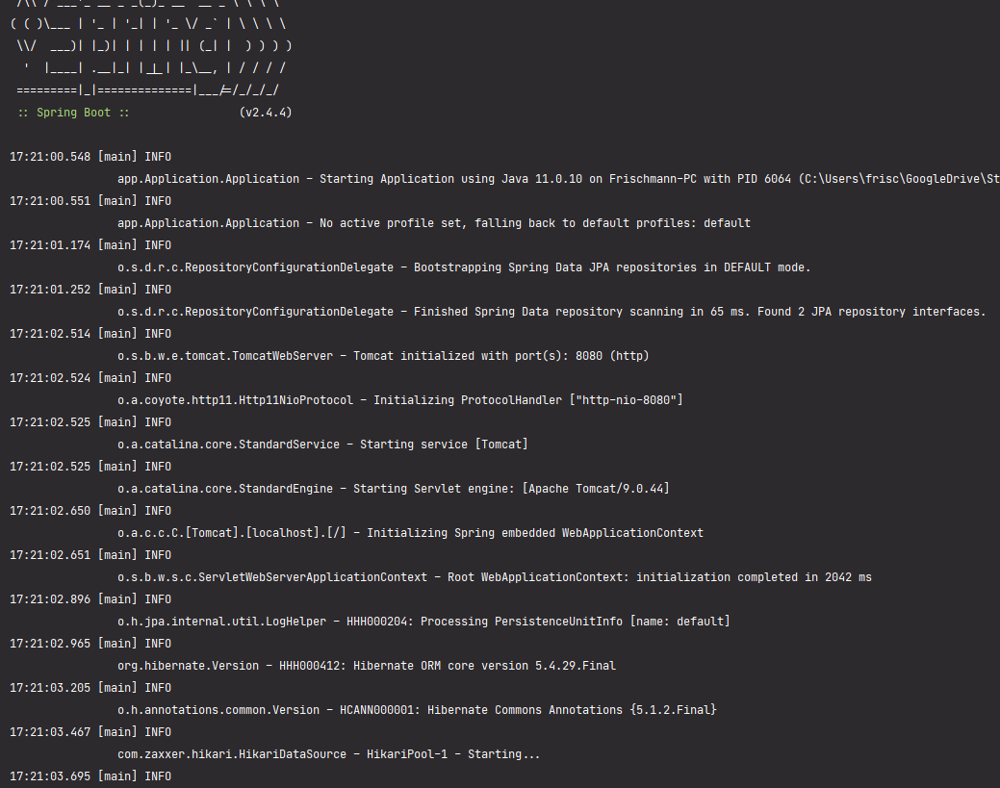 /\\ / ___'_ __ _ _(_)_ __  __ _ \ \ \ \
( ( )\___ | '_ | '_| | '_ \/ _` | \ \ \ \
 \\/  ___)| |_)| | | | | || (_| |  ) ) ) )
  '  |____| .__|_| |_|_| |_\__, | / / / /
 =========|_|==============|___/=/_/_/_/
 :: Spring Boot ::                (v2.4.4)
17:21:00.548 [main] INFO
app.Application.Application - Starting Application using Java 11.0.10 on Frischmann-PC with PID 6064 (C:\Users\frisc\GoogleDrive\St
17:21:00.551 [main] INFO
app.Application.Application - No active profile set, falling back to default profiles: default
17:21:01.174 [main] INFO
o.s.d.r.c.RepositoryConfigurationDelegate - Bootstrapping Spring Data JPA repositories in DEFAULT mode.
17:21:01.252 [main] INFO
o.s.d.r.c.RepositoryConfigurationDelegate - Finished Spring Data repository scanning in 65 ms. Found 2 JPA repository interfaces.
17:21:02.514 [main] INFO
o.s.b.w.e.tomcat.TomcatWebServer - Tomcat initialized with port(s): 8080 (http)
17:21:02.524 [main] INFO
o.a.coyote.http11.Http11NioProtocol - Initializing ProtocolHandler ["http-nio-8080"]
17:21:02.525 [main] INFO
o.a.catalina.core.StandardService - Starting service [Tomcat]
17:21:02.525 [main] INFO
o.a.catalina.core.StandardEngine - Starting Servlet engine: [Apache Tomcat/9.0.44]
17:21:02.650 [main] INFO
o.a.c.c.C.[Tomcat].[localhost].[/] - Initializing Spring embedded WebApplicationContext
17:21:02.651 [main] INFO
o.s.b.w.s.c.ServletWebServerApplicationContext - Root WebApplicationContext: initialization completed in 2042 ms
17:21:02.896 [main] INFO
o.h.jpa.internal.util.LogHelper - HHH000204: Processing PersistenceUnitInfo [name: default]
17:21:02.965 [main] INFO
org.hibernate.Version - HHH000412: Hibernate ORM core version 5.4.29.Final
17:21:03.205 [main] INFO
o.h.annotations.common.Version - HCANN000001: Hibernate Commons Annotations {5.1.2.Final}
17:21:03.467 [main] INFO
com.zaxxer.hikari.HikariDataSource - HikariPool-1 - Starting...
17:21:03.695 [main] INFO